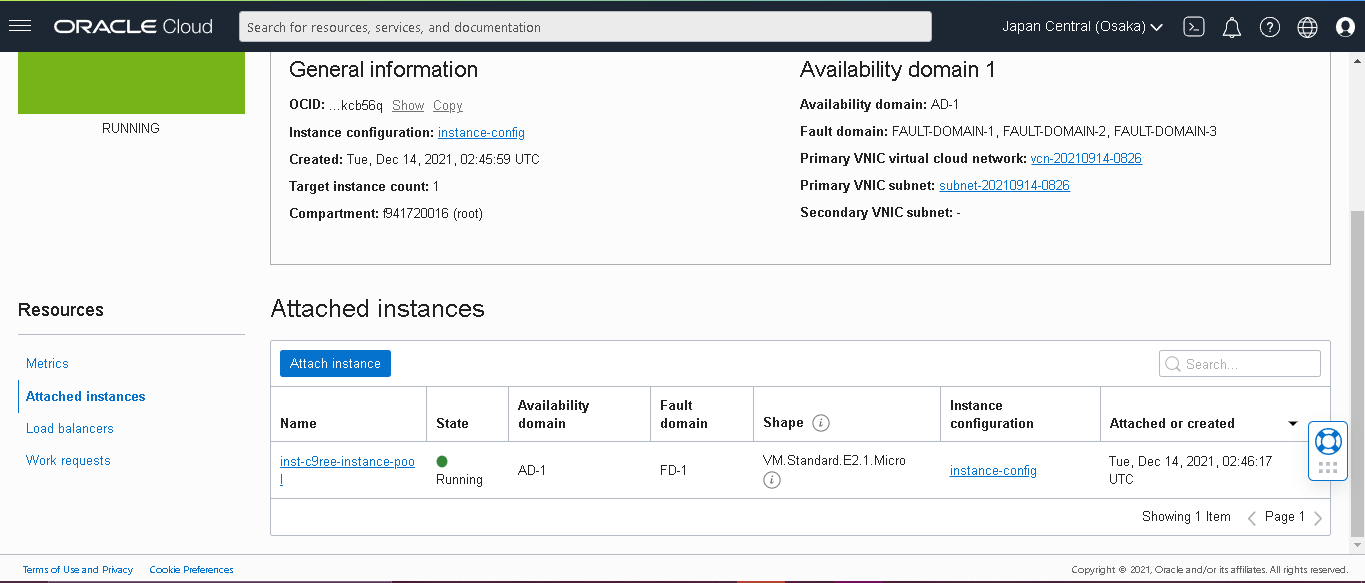 ORACLE Cloud
Search for resources, services, and documentation
Japan Central (Osaka)
RUNNING
General information
OCID: ...kcb56q Show Copy
Instance configuration: instance-config
Created: Tue, Dec 14, 2021, 02:45:59 UTC
Target instance count: 1
Compartment: f941720016 (root)
Availability domain 1
Availability domain: AD-1
Fault domain: FAULT-DOMAIN-1, FAULT-DOMAIN-2, FAULT-DOMAIN-3
Primary VNIC virtual cloud network: vcn-20210914-0826
Primary VNIC subnet: subnet-20210914-0826
Secondary VNIC subnet: -
Resources
Metrics
Attached instances
Load balancers
Work requests
Attached instances
Attach instance
Search...
Name
State
Availability
domain
Fault
domain
Shape
Instance
configuration
Attached or created
inst-c9ree-instance-poo
l
Running
AD-1
FD-1
VM.Standard.E2.1.Micro
instance-config
Tue, Dec 14, 2021, 02:46:17
UTC
Showing 1 Item
Page 1
Terms of Use and Privacy
Cookie Preferences
Copyright © 2021, Oracle and/or its affiliates. All rights reserved.